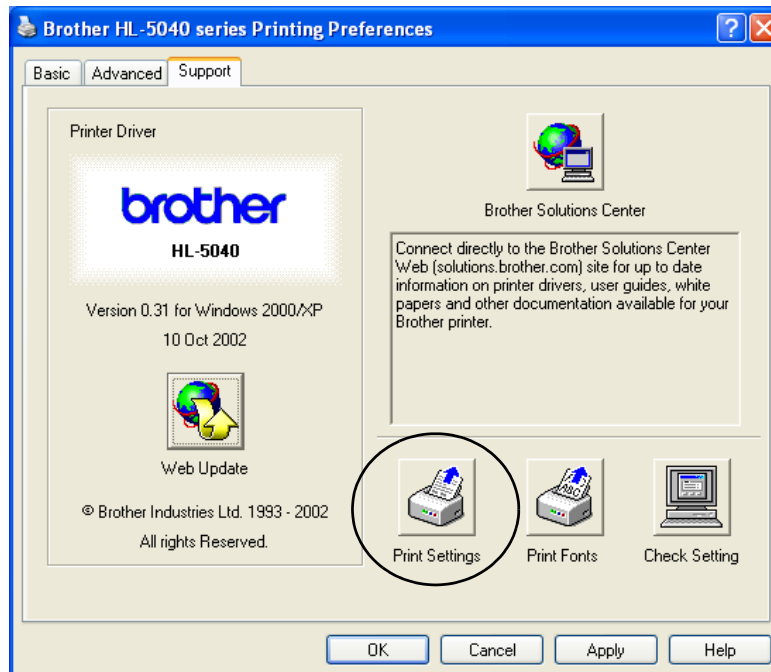 Brother HL-5040 series Printing Preferences
Basic
Advanced
Support
Printer Driver
brother
HL-5040
Version 0.31 for Windows 2000/XP
10 Oct 2002
Web Update
© Brother Industries Ltd. 1993 - 2002
All rights Reserved.
Brother Solutions Center
Connect directly to the Brother Solutions Center
Web (solutions.brother.com) site for up to date
information on printer drivers, user guides, white
papers and other documentation available for your
Brother printer.
Print Settings
Print Fonts
Check Setting
OK
Cancel
Apply
Help